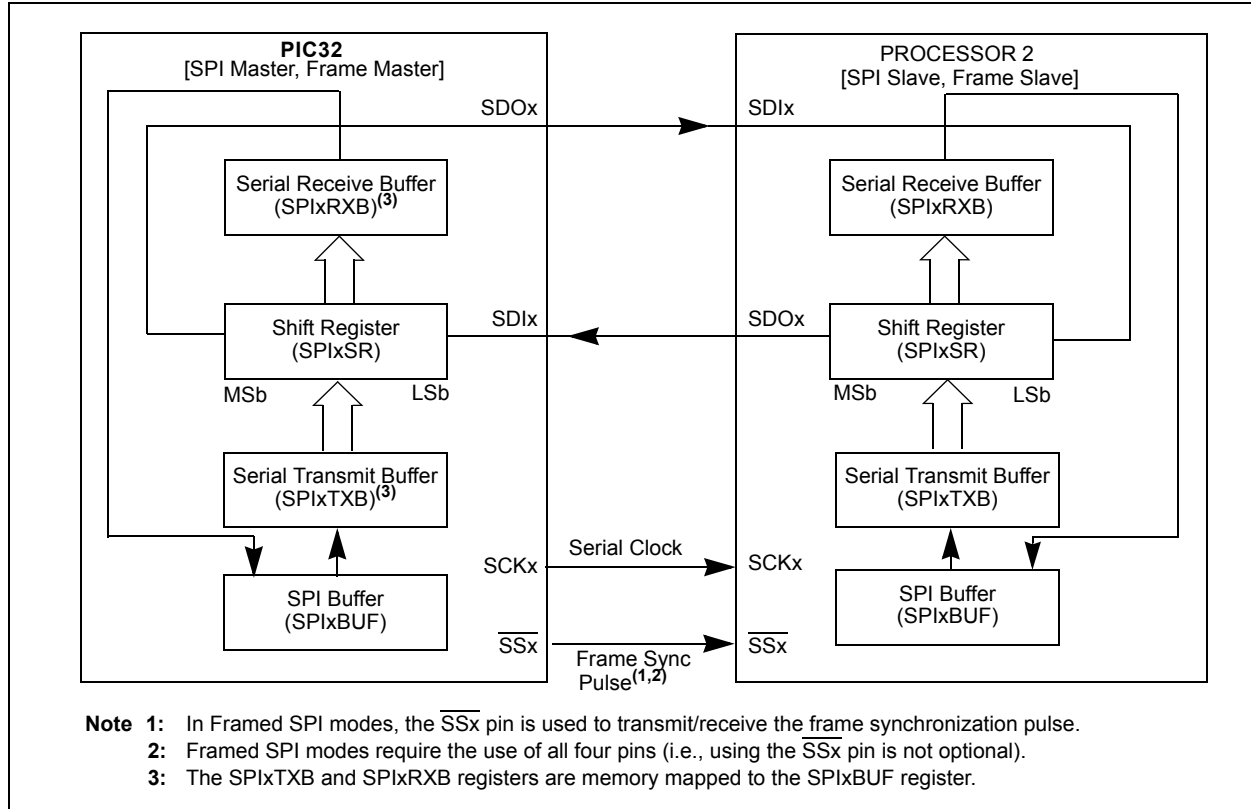 PIC32
[SPI Master, Frame Master]
SDOx
Serial Receive Buffer
(SPIxRXB)(3)
Shift Register
(SPIxSR)
SDIx
MSb
LSb
Serial Transmit Buffer
(SPIxTXB)(3)
SPI Buffer
(SPIxBUF)
SCKx
SSx
Serial Clock
Frame Sync
Pulse(1,2)
PROCESSOR 2
[SPI Slave, Frame Slave]
SDIx
Serial Receive Buffer
(SPIxRXB)
SDOx
Shift Register
(SPIxSR)
MSb
LSb
Serial Transmit Buffer
(SPIxTXB)
SCKx
SPI Buffer
(SPIxBUF)
SSx
Note 1: In Framed SPI modes, the SSx pin is used to transmit/receive the frame synchronization pulse.
2: Framed SPI modes require the use of all four pins (i.e., using the SSx pin is not optional).
3: The SPIxTXB and SPIxRXB registers are memory mapped to the SPIxBUF register.